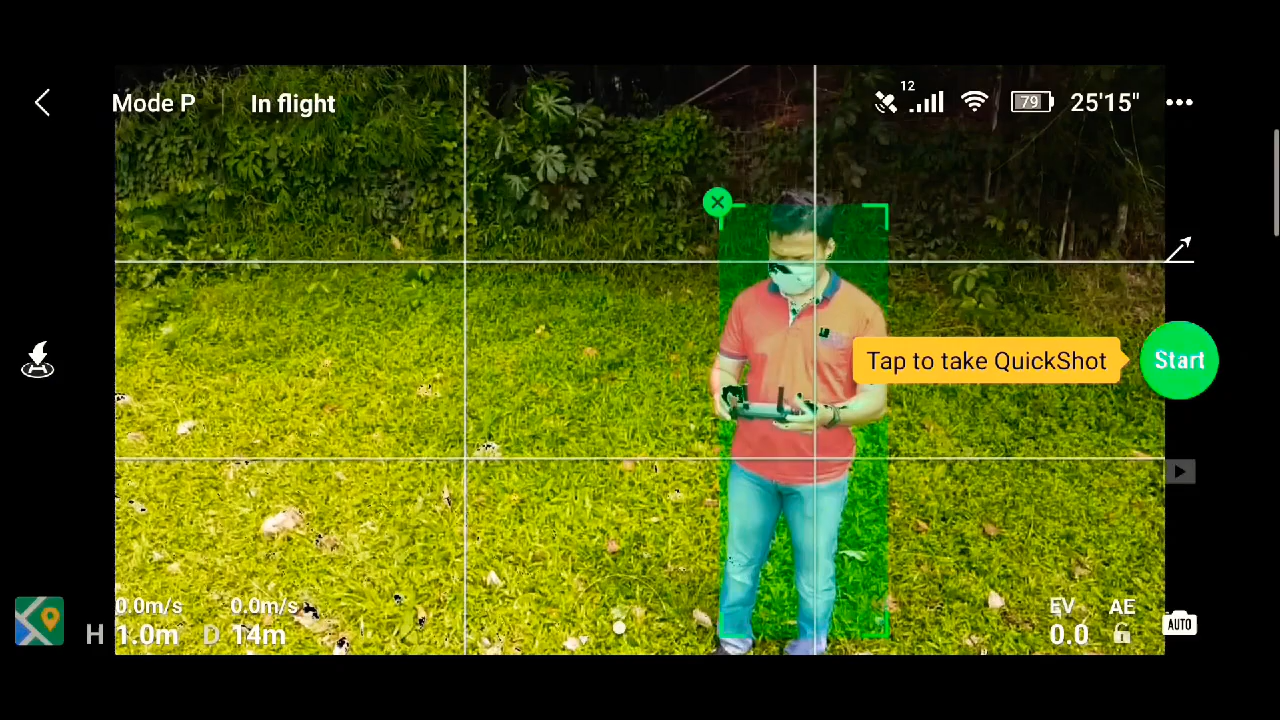 Mode P
In flight
12
79
25'15"
Tap to take QuickShot
Start
0.0m/s
0.0m/s
H 1.0m
D 14m
EV
0.0
AE
AUTO